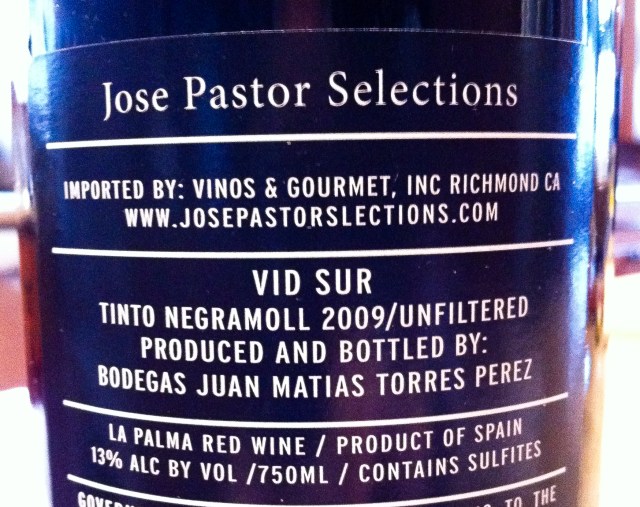 Jose Pastor Selections
IMPORTED BY: VINOS & GOURMET, INC RICHMOND CA
WWW.JOSEPASTORSLECTIONS.COM
VID SUR
TINTO NEGRAMOLL 2009/UNFILTERED
PRODUCED AND BOTTLED BY:
BODEGAS JUAN MATIAS TORRES PEREZ
LA PALMA RED WINE / PRODUCT OF SPAIN
13% ALC BY VOL /750ML / CONTAINS SULFITES
TO THE